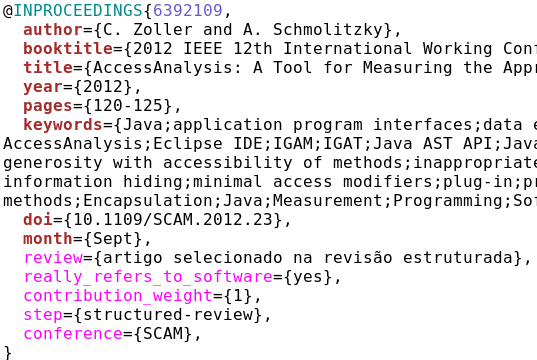 @INPROCEEDINGS{6392109,
author={C. Zoller and A. Schmolitzky},
booktitle={2012 IEEE 12th International Working
title={AccessAnalysis: A Tool for Measuring the
year={2012},
pages={120-125},
keywords={Java;application program interfaces;data
AccessAnalysis;Eclipse IDE;IGAM;IGAT;Java AST API;Java
generosity with accessibility of methods;inappropriate
information hiding;minimal access modifiers;plug-in;
methods;Encapsulation;Java;Measurement;Programming;
doi={10.1109/SCAM.2012.23},
month={Sept},
review={artigo selecionado na revisão estruturada},
really_refers_to_software={yes},
contribution_weight={1},
step={structured-review},
conference={SCAM},
}